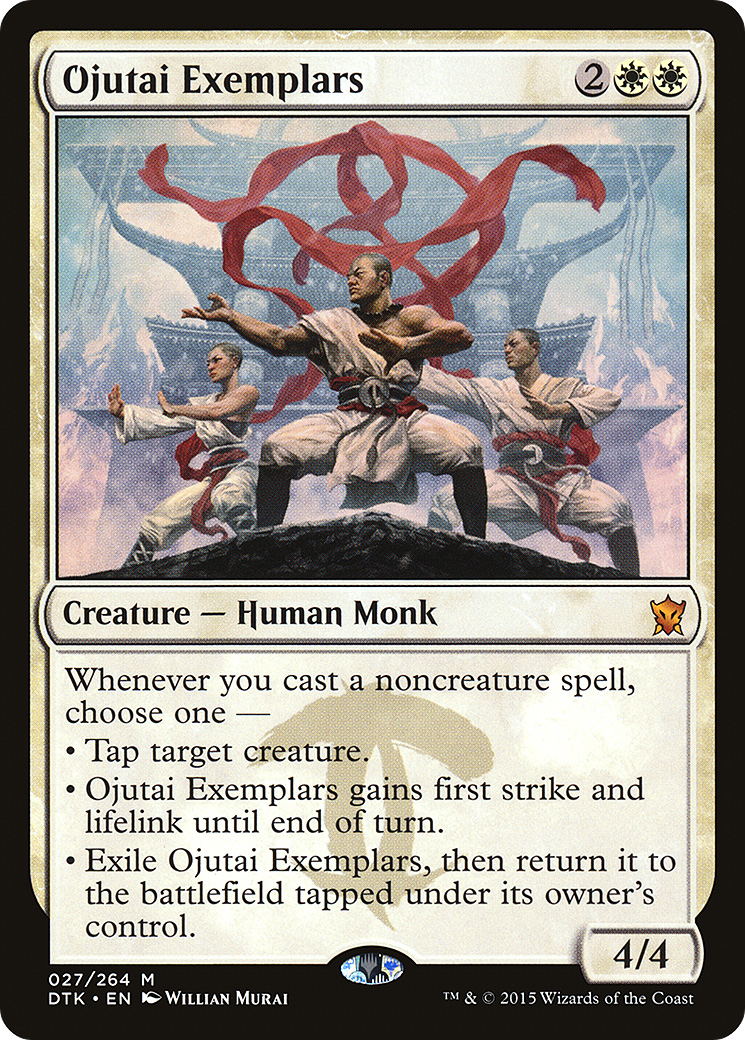 Ojutai Exemplars 2
Creature — Human Monk
Whenever you cast a noncreature spell,
choose one —
• Tap target creature.
• Ojutai Exemplars gains first strike and
lifelink until end of turn.
• Exile Ojutai Exemplars, then return it to
the battlefield tapped under its owner's
control.
4/4
027/264 M
DTK • EN Willian Murai
™ & © 2015 Wizards of the Coast